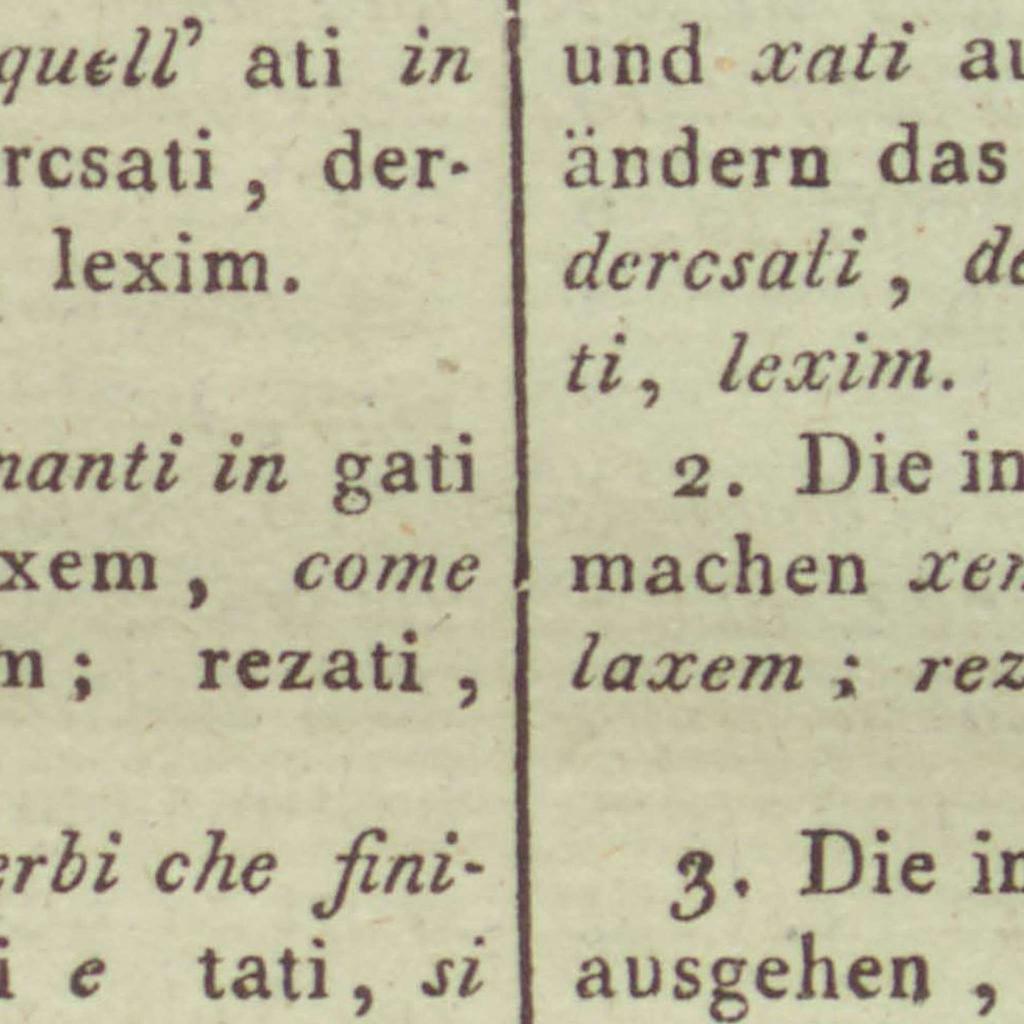 quell' ati in
rcsati, der-
lexim.
nanti in gati
xem, come
m; rezati,
erbi che fini-
i e tati, si
und xati au
ändern das
dercsati, de
ti, lexim.
2. Die in
machen xem
laxem; rez
3. Die in
ausgehen,